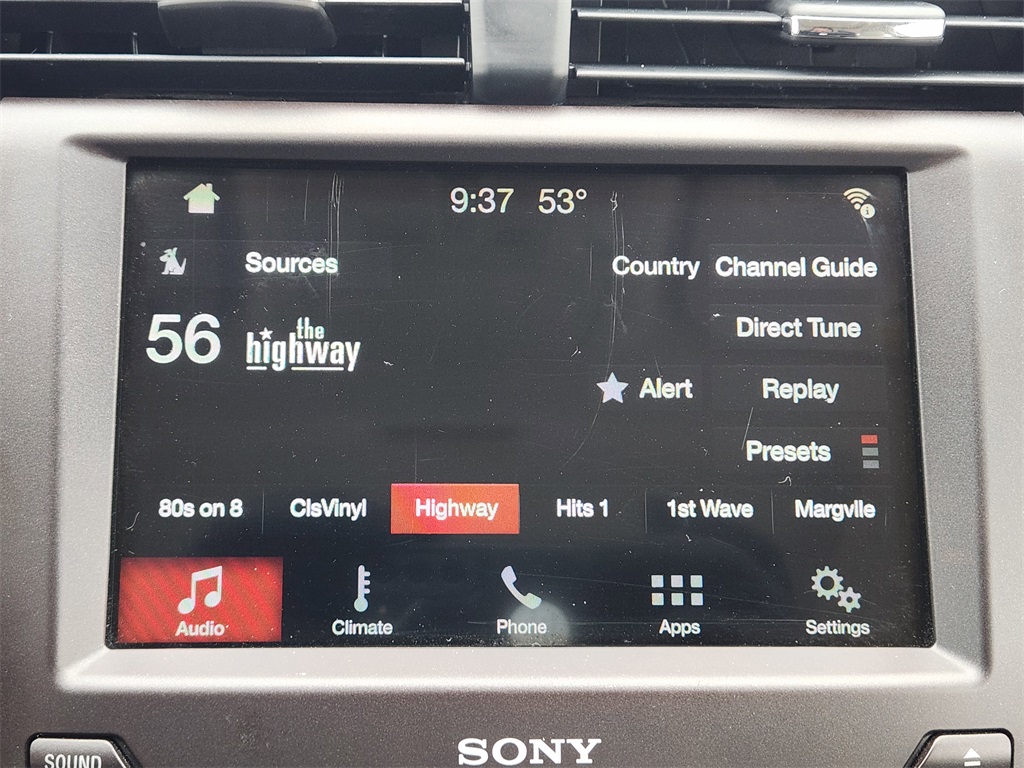 9:37 53°
Sources
Country Channel Guide
56 the highway
Direct Tune
Alert Replay
Presets
80s on 8 ClsVinyl Highway Hits 1 1st Wave Margvlle
Audio Climate Phone Apps Settings
SOUND SONY